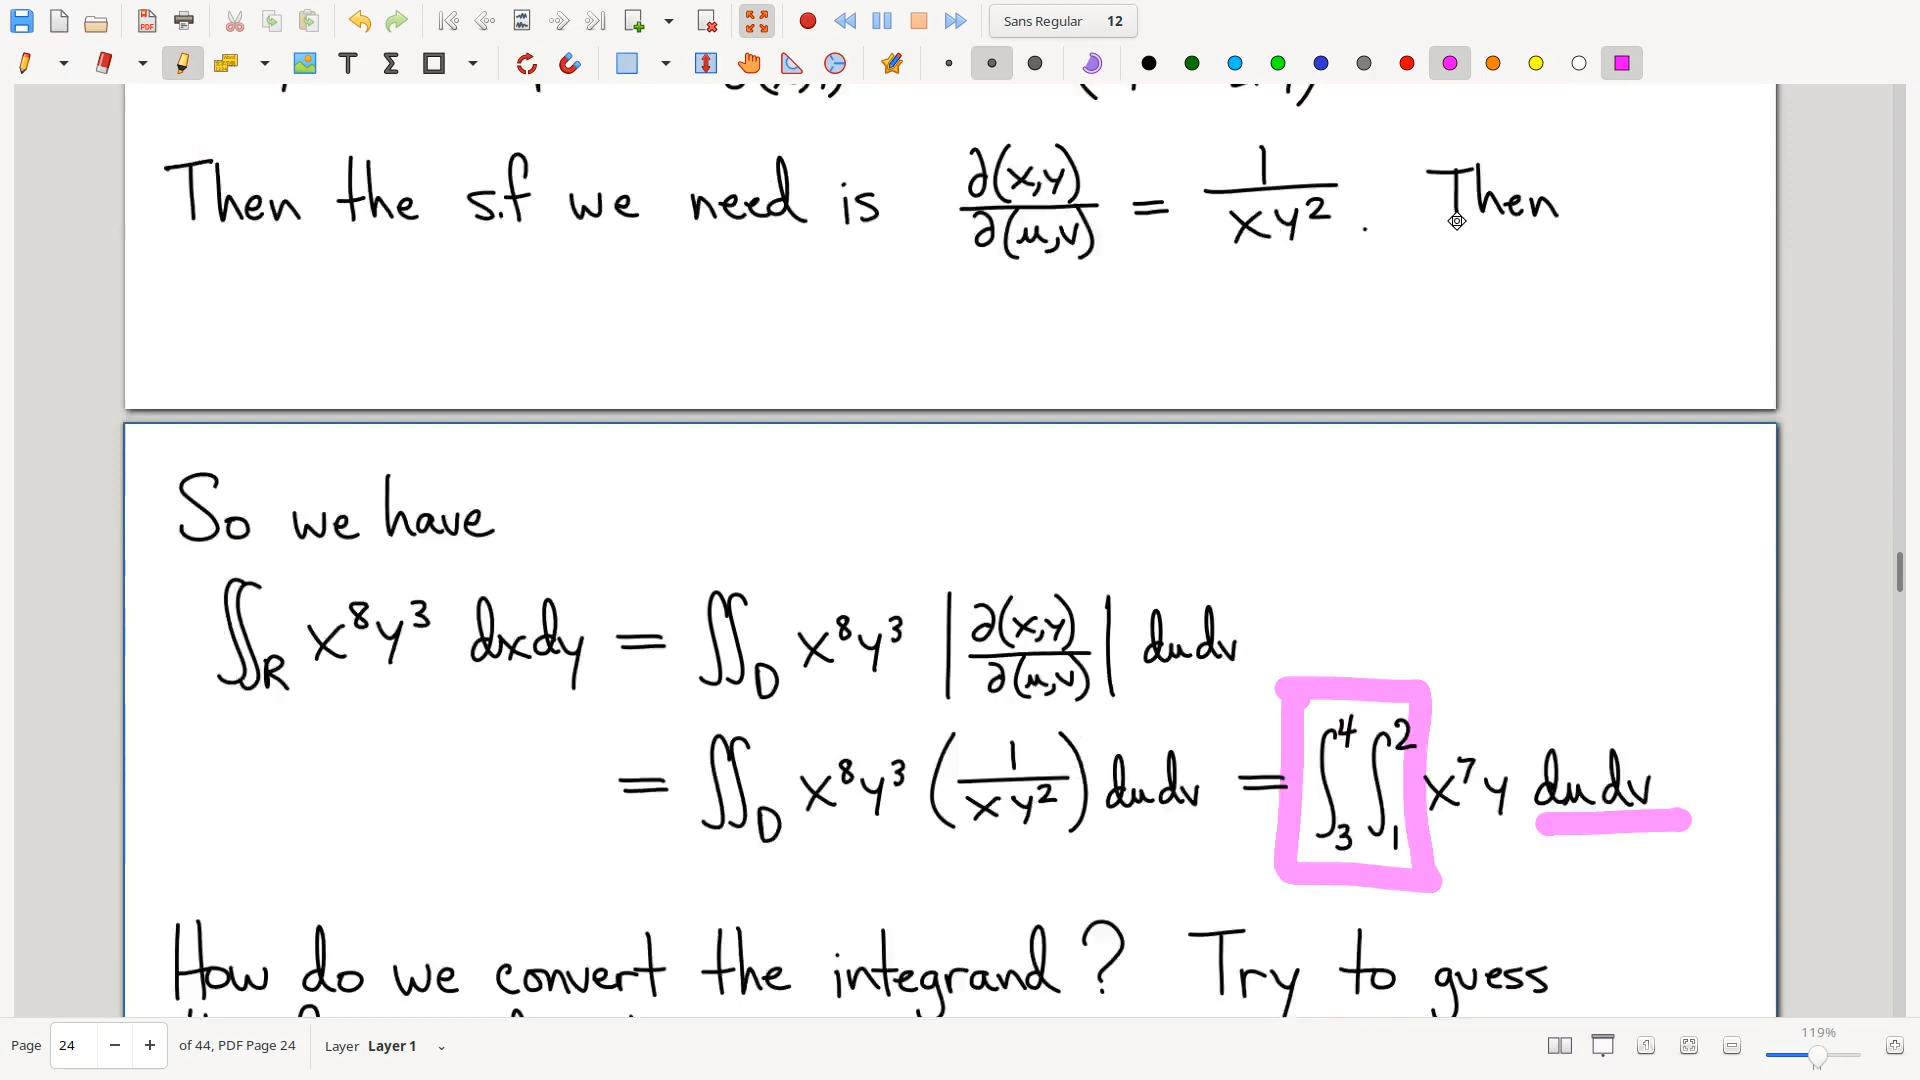 Sans Regular 12
Then the s.f we need is ∂(x,y)/∂(u,v) = 1/(xy²). Then
So we have
∬_R x⁸y³ dxdy = ∬_D x⁸y³ |∂(x,y)/∂(u,v)| dudv
= ∬_D x⁸y³ (1/(xy²)) dudv = ∫₃⁴ ∫₁² x⁷y dudv
How do we convert the integrand? Try to guess
Page 24 − + of 44, PDF Page 24 Layer Layer 1 119%